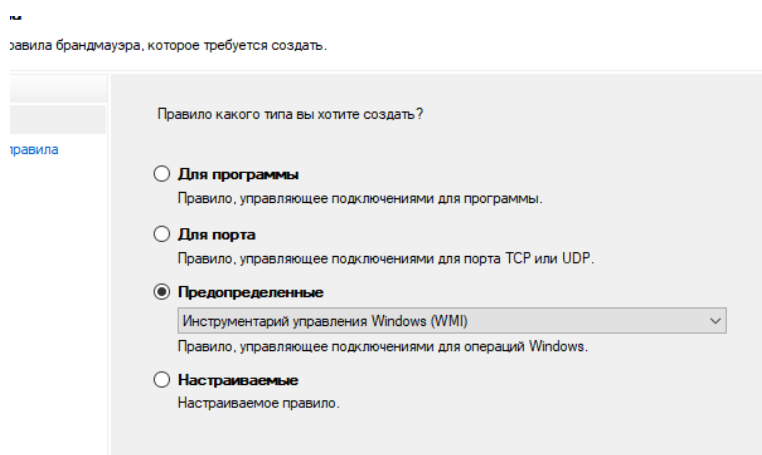 равила брандмауэра, которое требуется создать.
Правило какого типа вы хотите создать?
правила
Для программы
Правило, управляющее подключениями для программы.
Для порта
Правило, управляющее подключениями для порта TCP или UDP.
Предопределенные
Инструментарий управления Windows (WMI)
Правило, управляющее подключениями для операций Windows.
Настраиваемые
Настраиваемое правило.